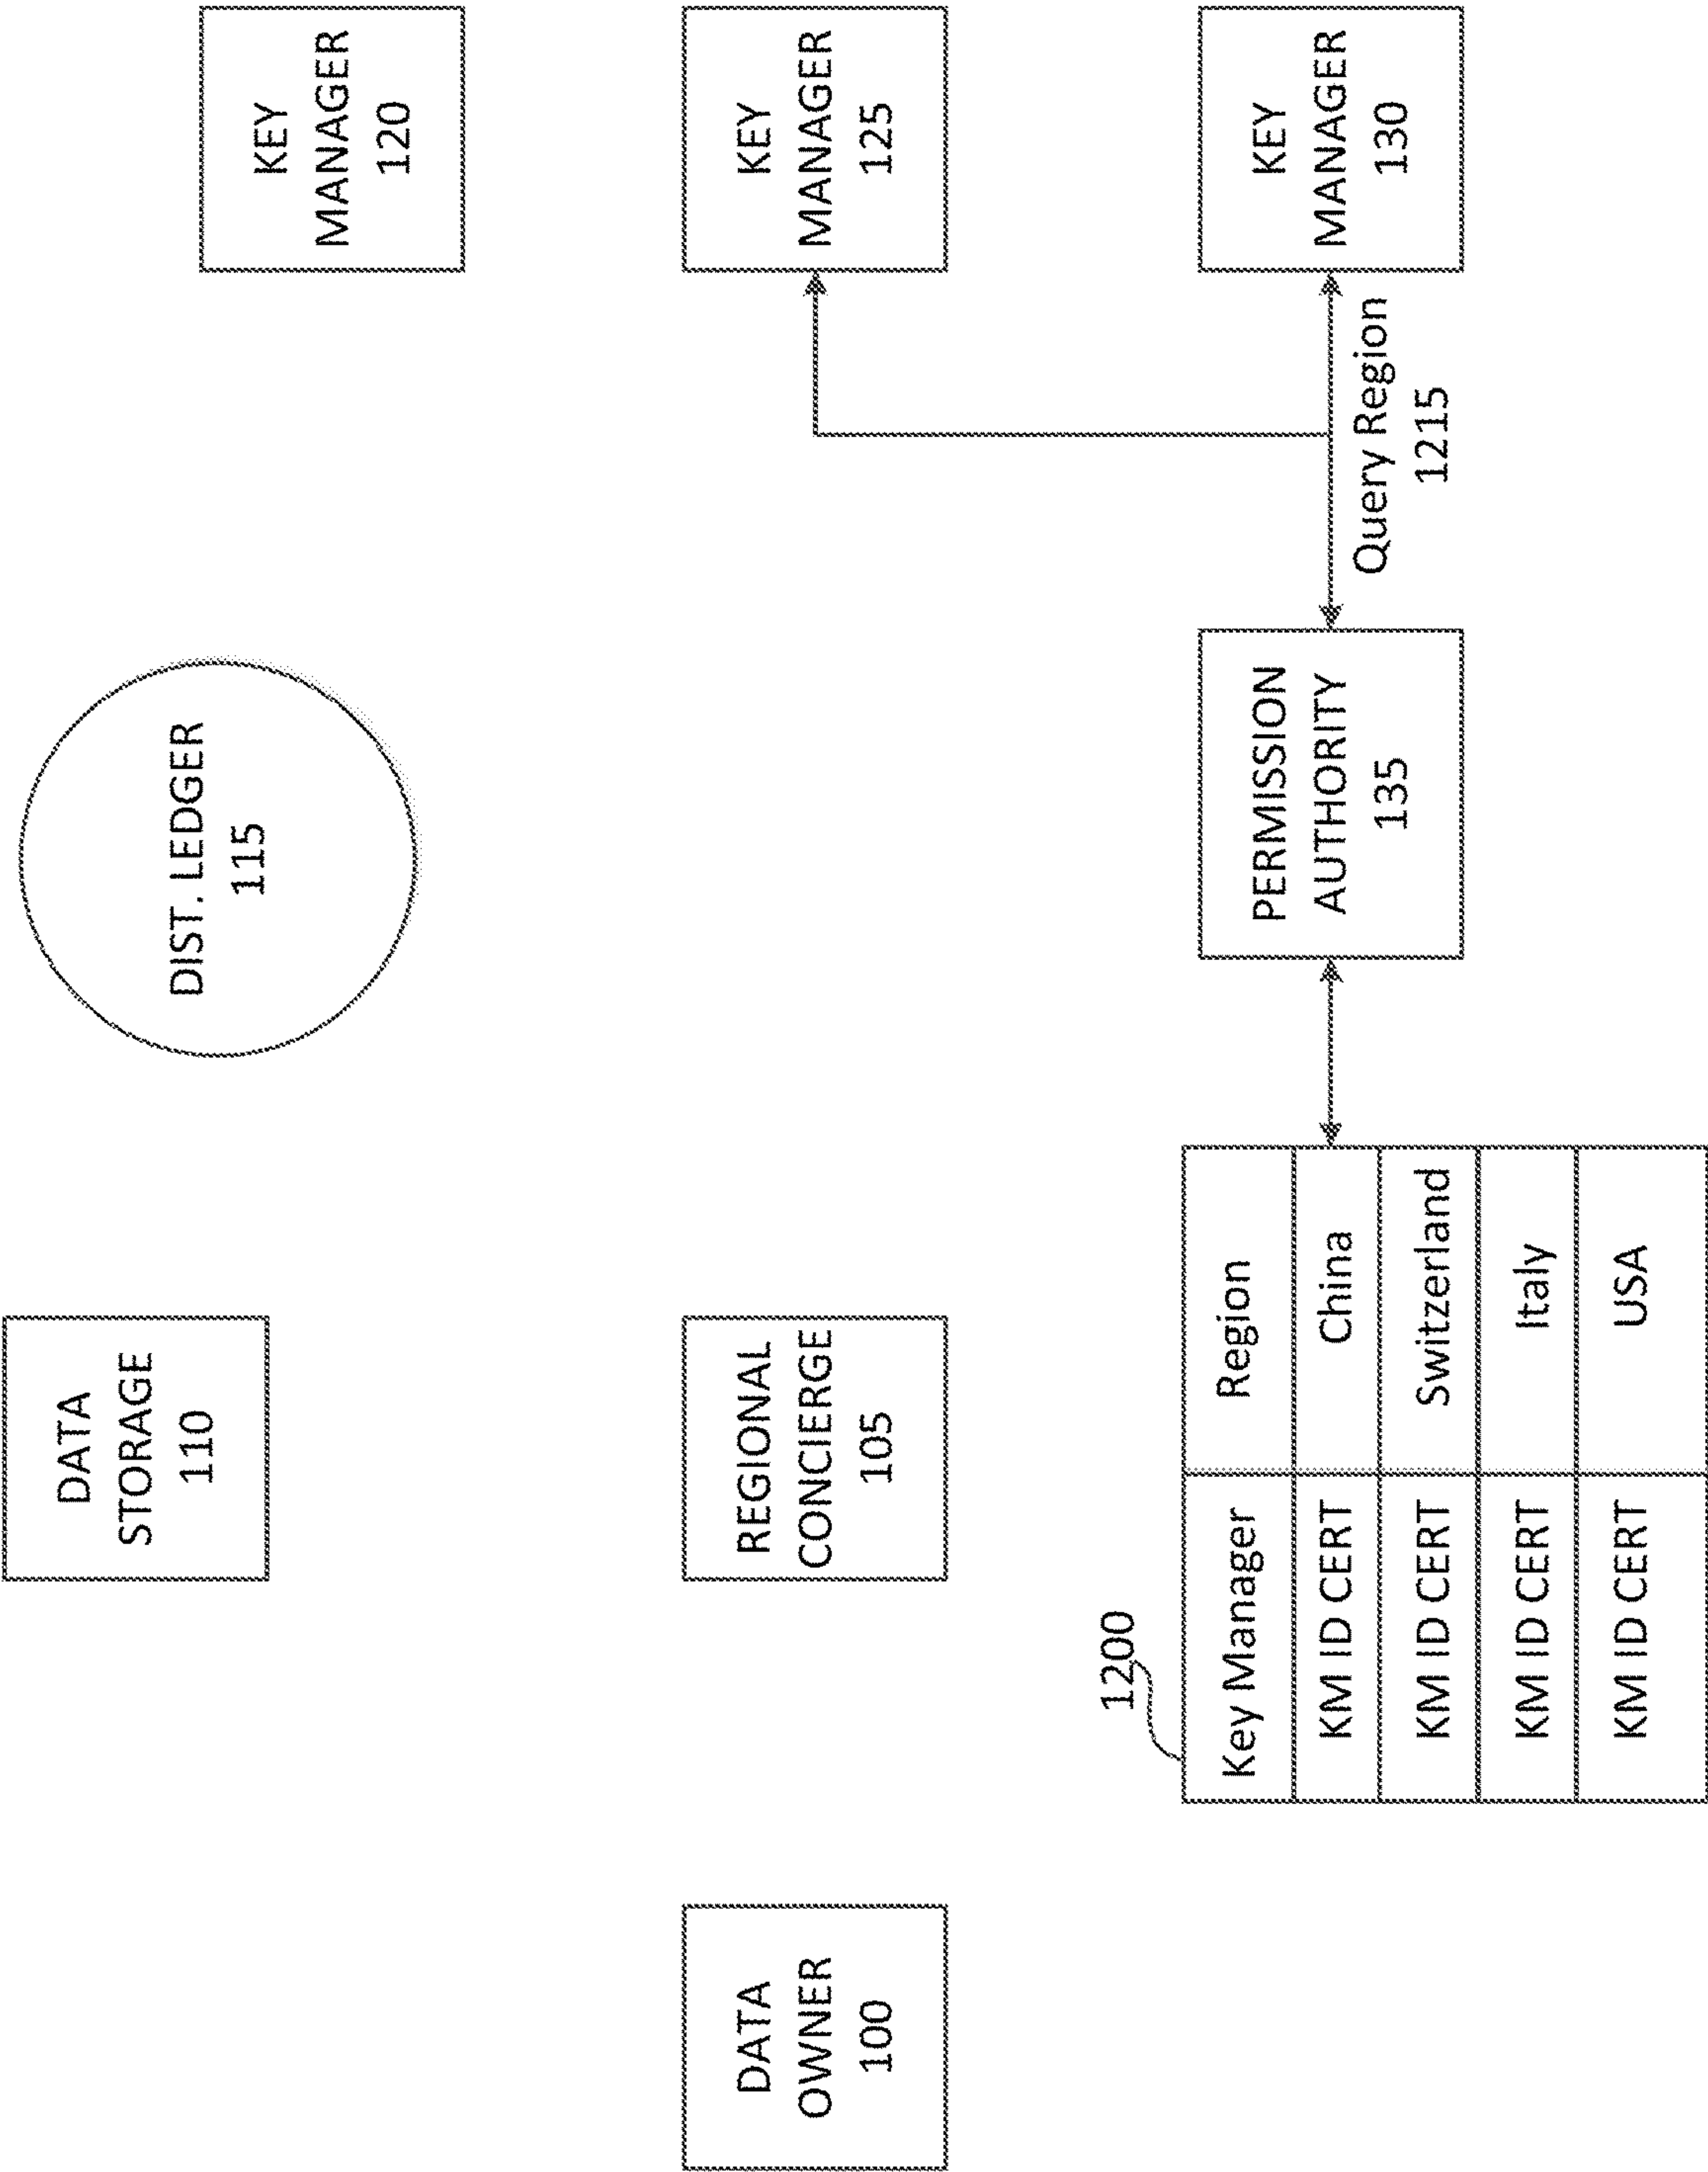 DATA
STORAGE
110
DIST. LEDGER
115
KEY
MANAGER
120
DATA
OWNER
100
REGIONAL
CONCIERGE
105
KEY
MANAGER
125
1200
Key Manager Region
KM ID CERT China
KM ID CERT Switzerland
KM ID CERT Italy
KM ID CERT USA
PERMISSION
AUTHORITY
135
Query Region
1215
KEY
MANAGER
130